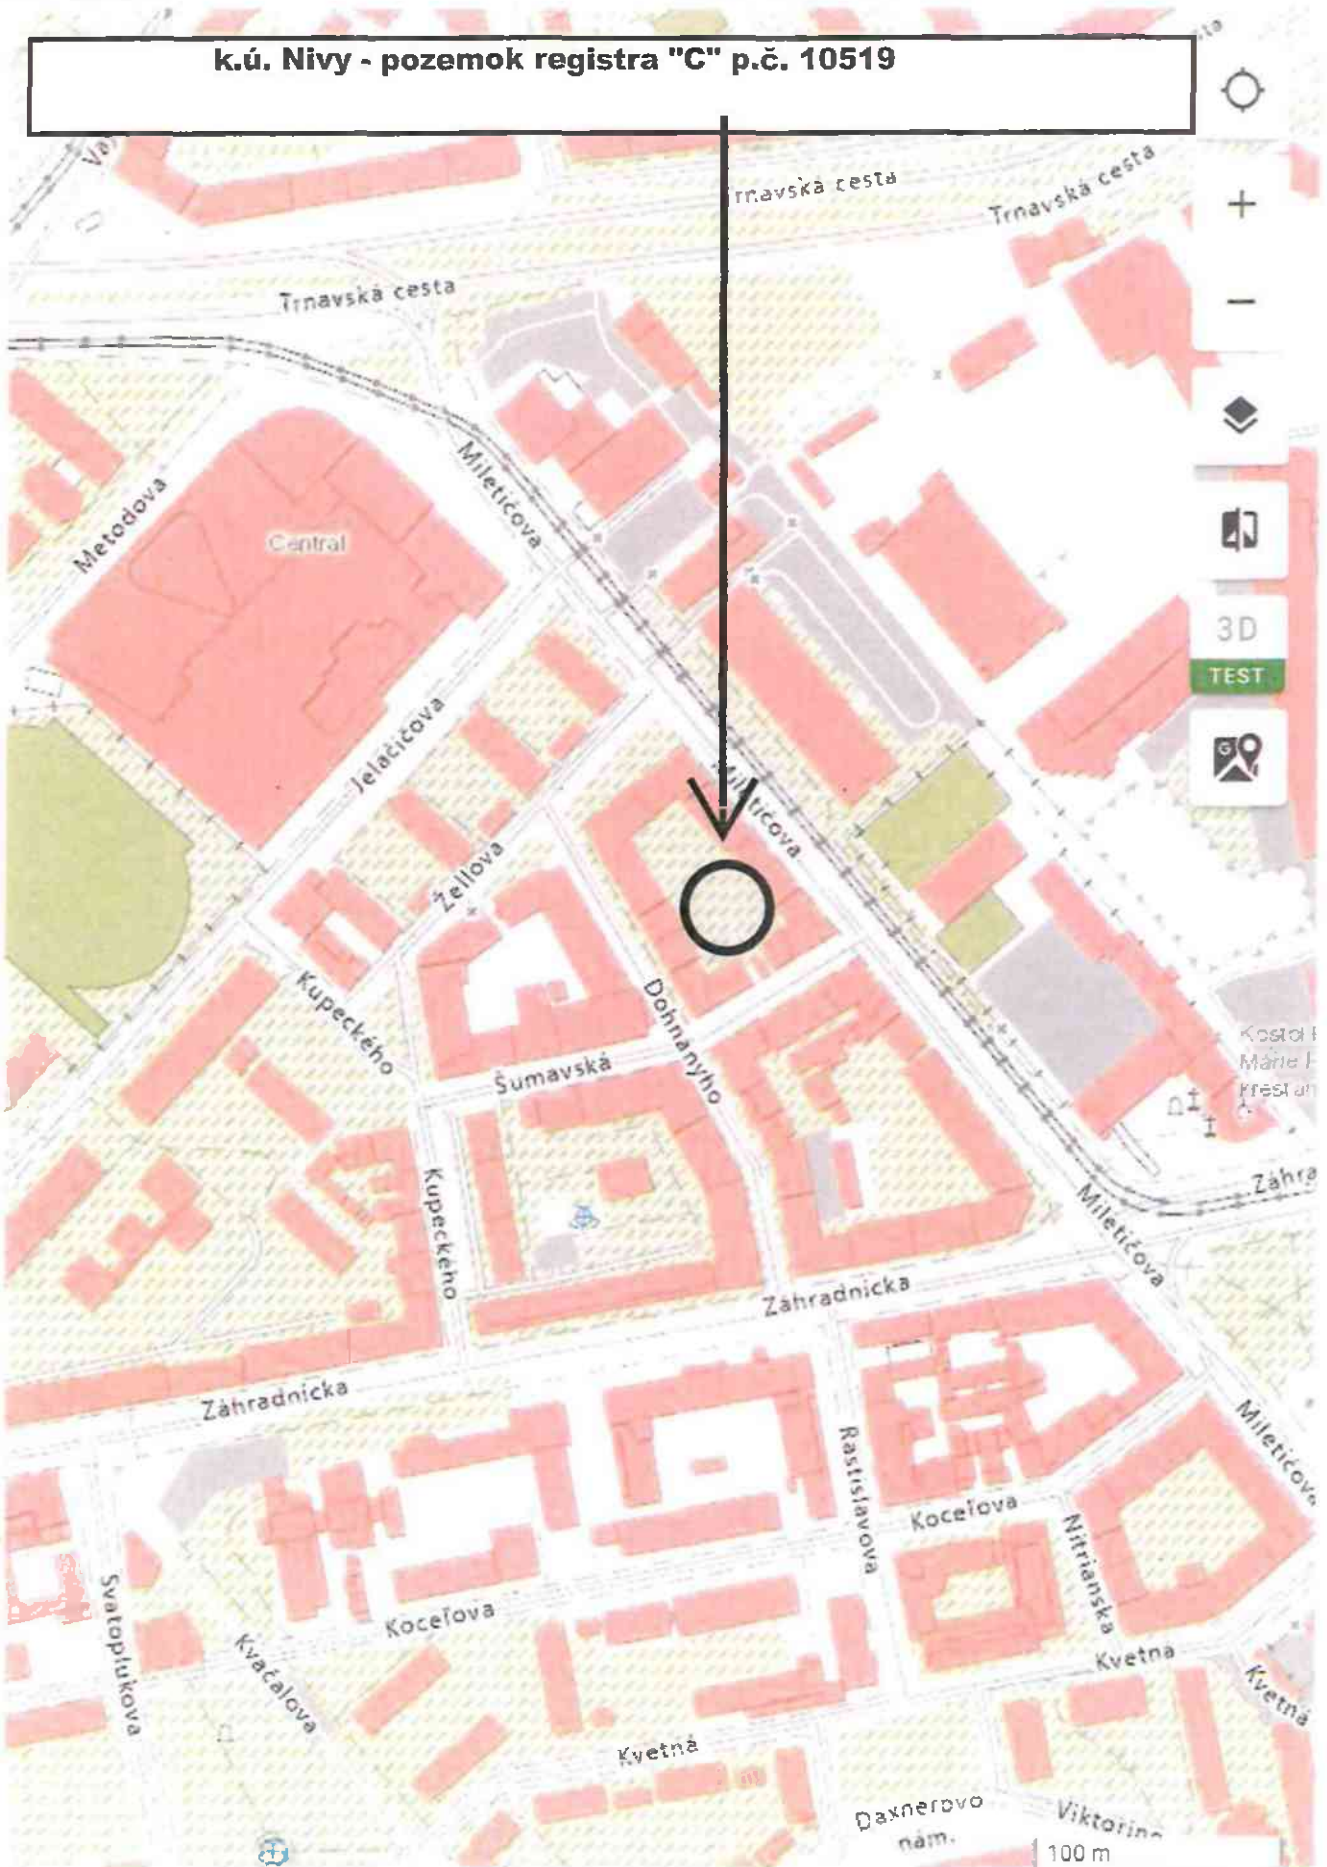 k.ú. Nivy - pozemok registra "C" p.č. 10519
Trnavská cesta
Trnavská cesta
Trnavská cesta
Miletičova
Metodova
Central
3D
TEST
Jelačičova
Miletičova
Žellova
Kupeckého
Dohnányho
Šumavská
Kostol
Márie
Kupeckého
Miletičova
Záhradnícka
Záhradnícka
Miletičova
Rastislavova
Koceľova
Nitrianska
Svätoplukova
Koceľova
Kvačalova
Kvetná
Kvetná
Kvetná
Daxnerovo
nám.
100 m